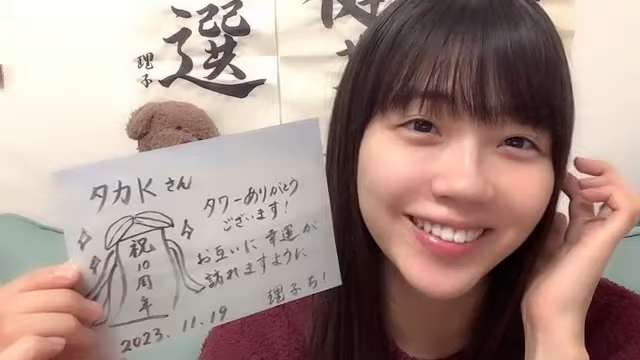 選
理子
タカKさん
タワーありがとう
ございます!
お互いに幸運が
訪れますように
理子ち!
祝
10
周
年
2023.11.19